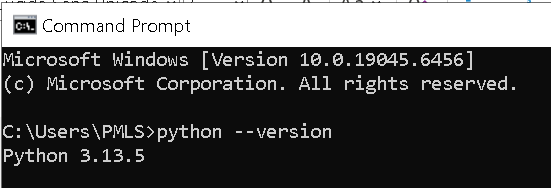 Command Prompt
Microsoft Windows [Version 10.0.19045.6456]
(c) Microsoft Corporation. All rights reserved.
C:\Users\PMLS>python --version
Python 3.13.5